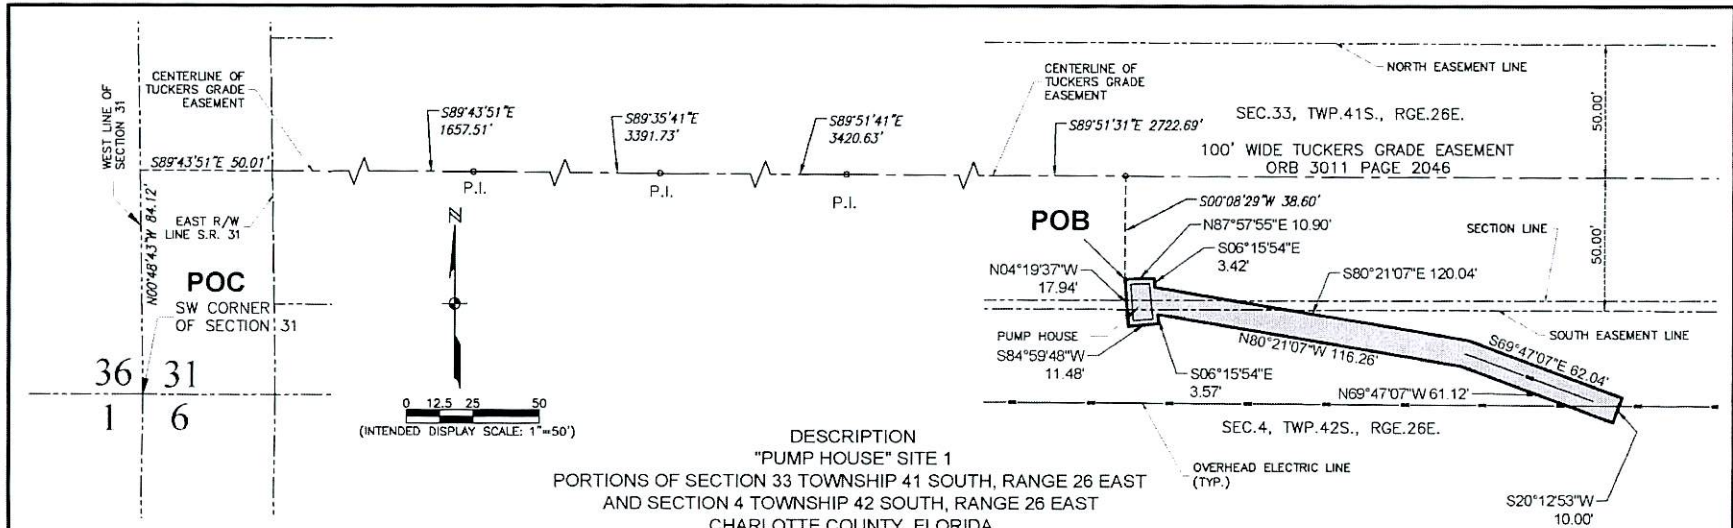 CENTERLINE OF
TUCKERS GRADE
EASEMENT
WEST LINE OF
SECTION 31
S89°43'51"E 50.01'
N00°48'43"W 84.12'
EAST R/W
LINE S.R. 31
POC
SW CORNER
OF SECTION 31
36 31
1 6
S89°43'51"E
1657.51'
P.I.
S89°35'41"E
3391.73'
P.I.
S89°51'41"E
3420.63'
P.I.
CENTERLINE OF
TUCKERS GRADE
EASEMENT
S89°51'31"E 2722.69'
NORTH EASEMENT LINE
SEC.33, TWP.41S., RGE.26E.
100' WIDE TUCKERS GRADE EASEMENT
ORB 3011 PAGE 2046
50.00'
50.00'
S00°08'29"W 38.60'
POB
N87°57'55"E 10.90'
S06°15'54"E
3.42'
SECTION LINE
N04°19'37"W
17.94'
S80°21'07"E 120.04'
PUMP HOUSE
SOUTH EASEMENT LINE
S84°59'48"W
11.48'
N80°21'07"W 116.26'
S69°47'07"E 62.04'
S06°15'54"E
3.57'
N69°47'07"W 61.12'
SEC.4, TWP.42S., RGE.26E.
OVERHEAD ELECTRIC LINE
(TYP.)
S20°12'53"W
10.00'
N
0 12.5 25 50
(INTENDED DISPLAY SCALE: 1"=50')
DESCRIPTION
"PUMP HOUSE" SITE 1
PORTIONS OF SECTION 33 TOWNSHIP 41 SOUTH, RANGE 26 EAST
AND SECTION 4 TOWNSHIP 42 SOUTH, RANGE 26 EAST
CHARLOTTE COUNTY, FLORIDA